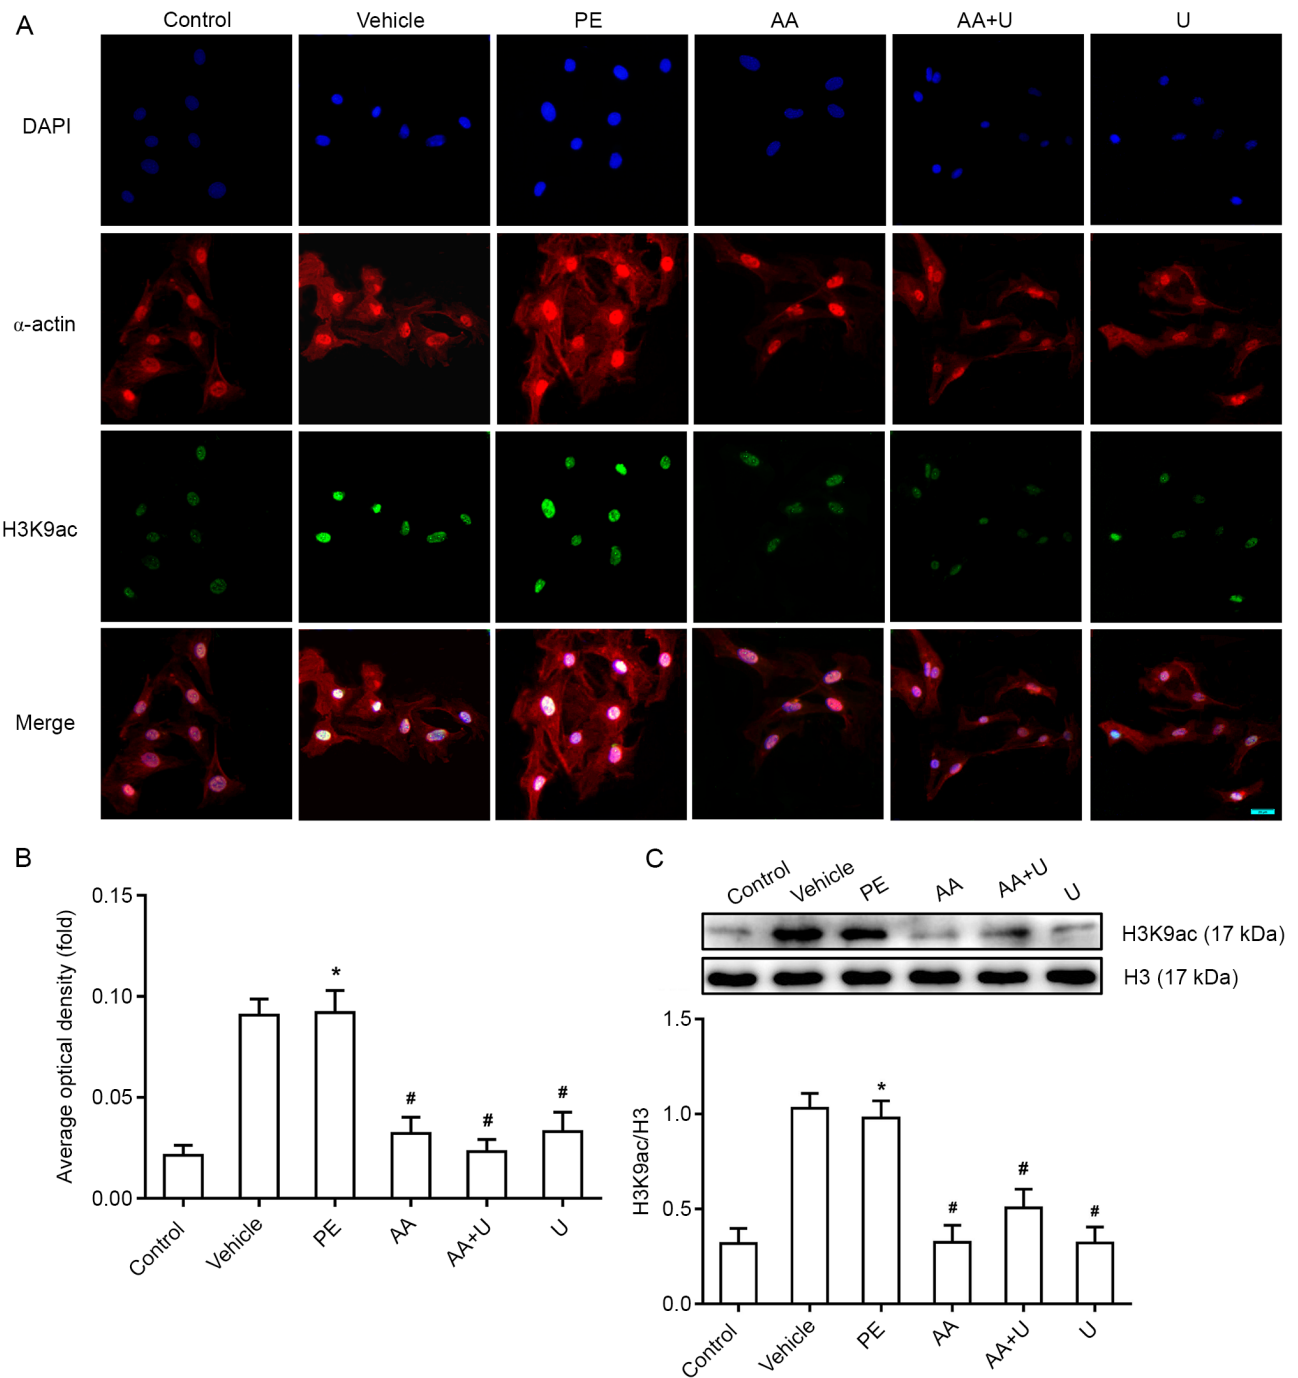 A
Control Vehicle PE AA AA+U U
DAPI
α-actin
H3K9ac
Merge
B
Average optical density (fold)
0.15
0.10
0.05
0.00
*
#
#
#
Control Vehicle PE AA AA+U U
C
Control Vehicle PE AA AA+U U
H3K9ac (17 kDa)
H3 (17 kDa)
H3K9ac/H3
1.5
1.0
0.5
0.0
*
#
#
#
Control Vehicle PE AA AA+U U